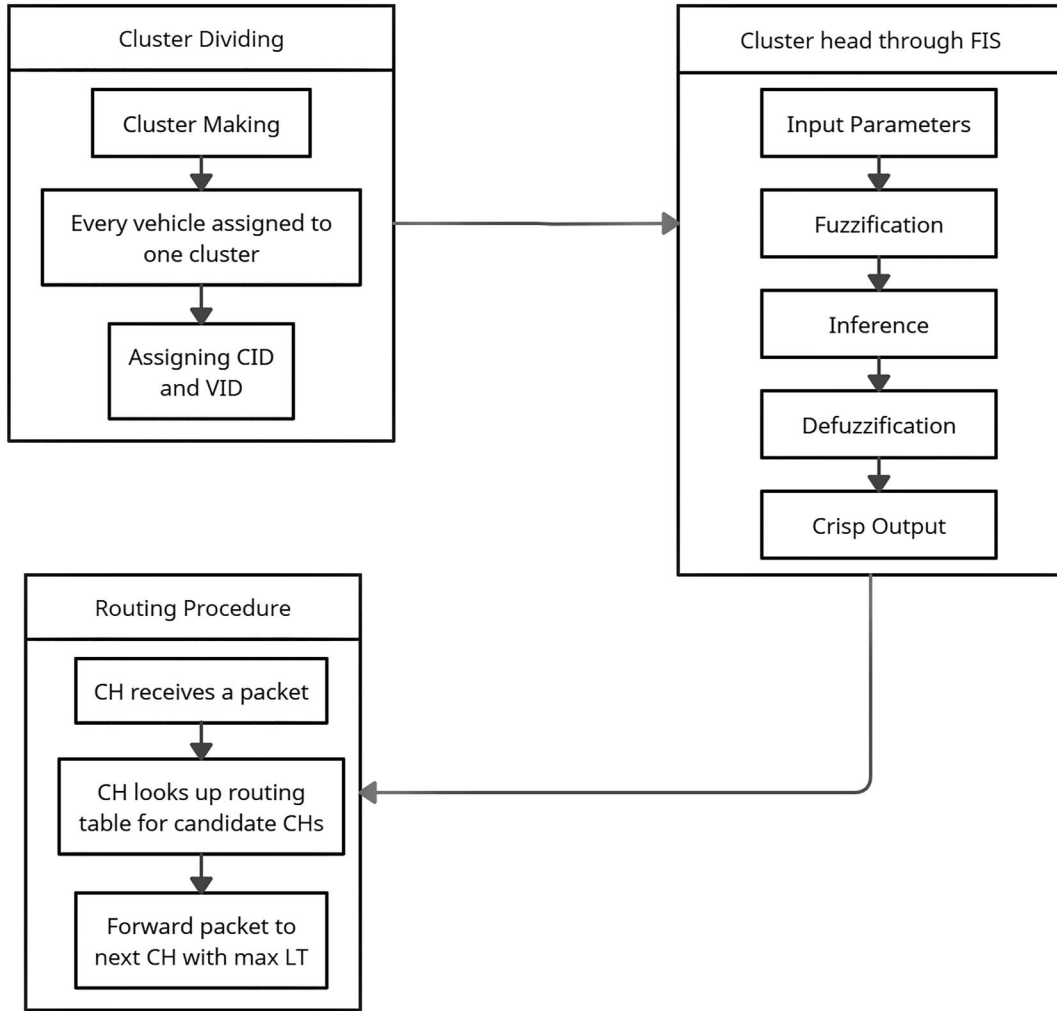 Cluster Dividing
Cluster Making
Every vehicle assigned to
one cluster
Assigning CID
and VID
Cluster head through FIS
Input Parameters
Fuzzification
Inference
Defuzzification
Crisp Output
Routing Procedure
CH receives a packet
CH looks up routing
table for candidate CHs
Forward packet to
next CH with max LT